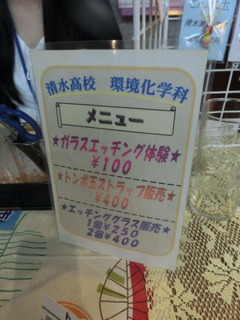 清水高校　環境化学科
メニュー
★ガラスエッチング体験★
￥100
★トンボ玉ストラップ販売★
￥400
★エッチンググラス販売★
1個￥250
2個￥400